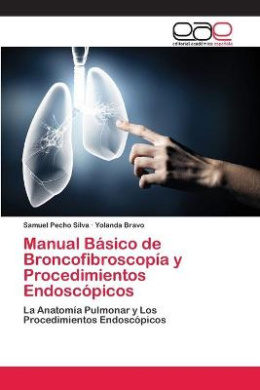 eae
editorial académica española
Samuel Pecho Silva · Yolanda Bravo
Manual Básico de
Broncofibroscopía y
Procedimientos
Endoscópicos
La Anatomía Pulmonar y Los
Procedimientos Endoscópicos